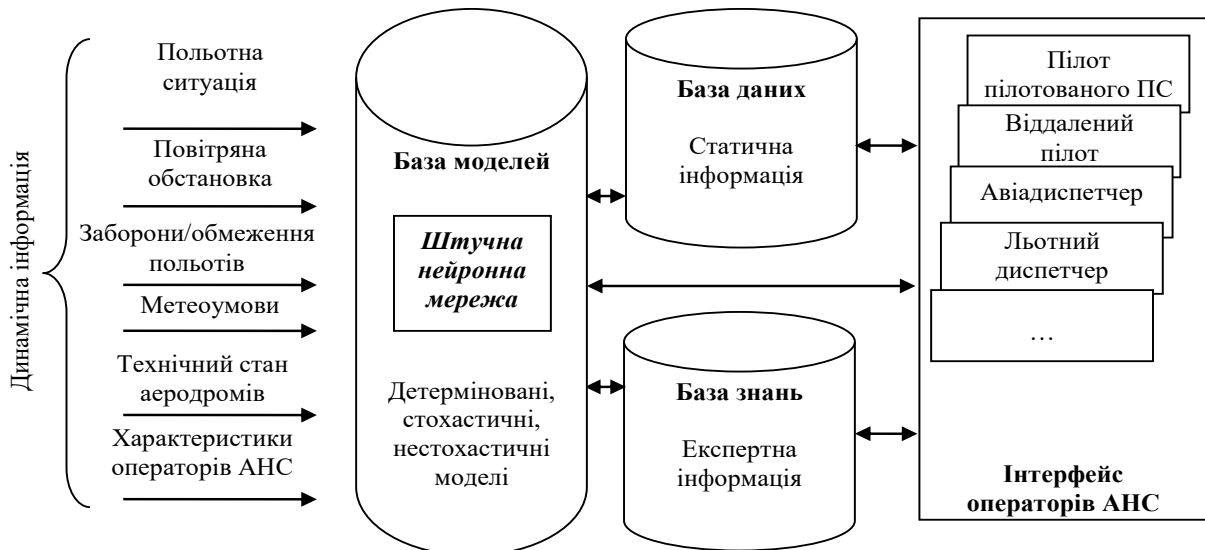 Динамічна інформація
Польотна
ситуація
Повітряна
обстановка
Заборони/обмеження
польотів
Метеоумови
Технічний стан
аеродромів
Характеристики
операторів АНС
База моделей
Штучна
нейронна
мережа
Детерміновані,
стохастичні,
нестохастичні
моделі
База даних
Статична
інформація
База знань
Експертна
інформація
Пілот
пілотованого ПС
Віддалений
пілот
Авіадиспетчер
Льотний
диспетчер
…
Інтерфейс
операторів АНС